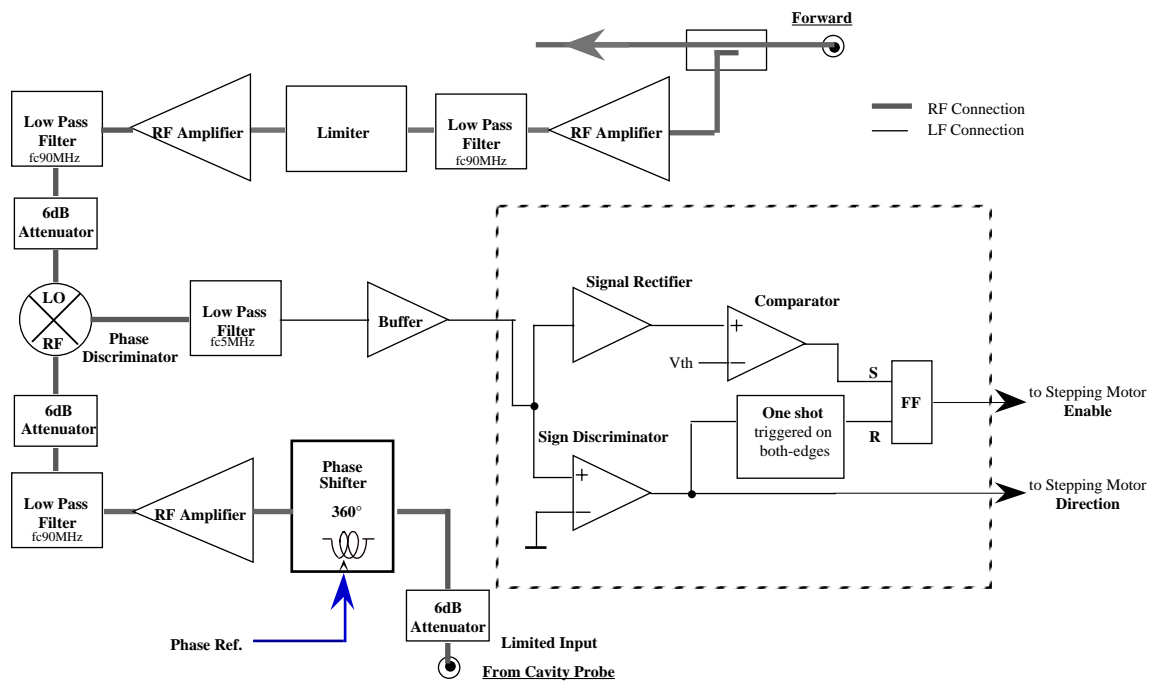 Forward
RF Connection
LF Connection
Low Pass
Filter
fc90MHz
RF Amplifier
Limiter
Low Pass
Filter
fc90MHz
RF Amplifier
6dB
Attenuator
LO
RF
Phase
Discriminator
Low Pass
Filter
fc5MHz
Buffer
Signal Rectifier
Comparator
+
−
Vth
S
R
FF
to Stepping Motor
Enable
One shot
triggered on
both-edges
Sign Discriminator
+
−
to Stepping Motor
Direction
6dB
Attenuator
Low Pass
Filter
fc90MHz
RF Amplifier
Phase
Shifter
360°
Phase Ref.
6dB
Attenuator
Limited Input
From Cavity Probe